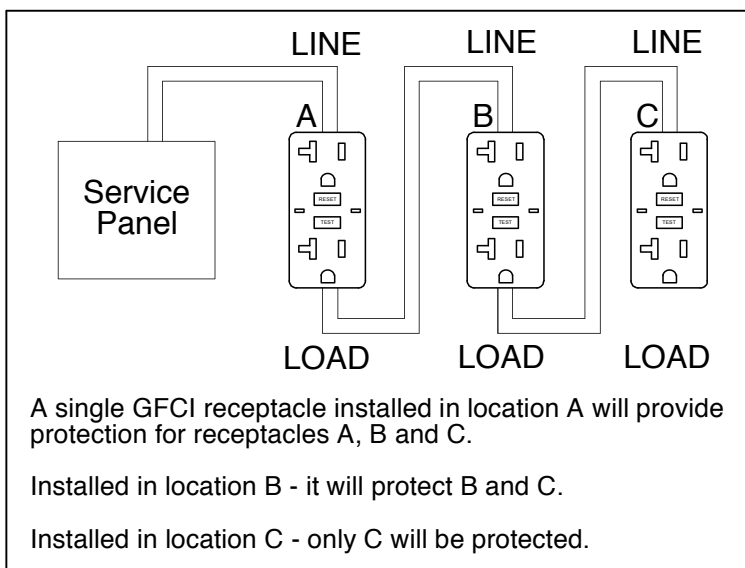 LINE LINE LINE
A B C
Service
Panel
RESET RESET RESET
TEST TEST TEST
LOAD LOAD LOAD
A single GFCI receptacle installed in location A will provide
protection for receptacles A, B and C.
Installed in location B - it will protect B and C.
Installed in location C - only C will be protected.